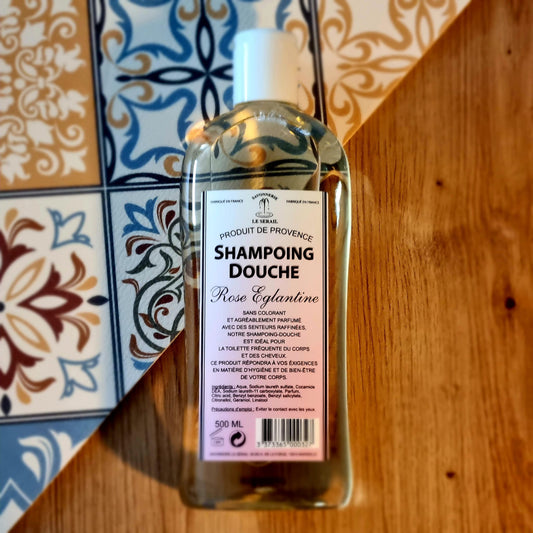 SAVONNERIE
FABRIQUÉ EN FRANCE
FABRIQUÉ EN FRANCE
LE SÉRAIL
PRODUIT DE PROVENCE
SHAMPOING
DOUCHE
Rose Eglantine
SANS COLORANT
ET AGRÉABLEMENT PARFUMÉ
AVEC DES SENTEURS RAFFINÉES,
NOTRE SHAMPOING-DOUCHE
EST IDÉAL POUR
LA TOILETTE FRÉQUENTE DU CORPS
ET DES CHEVEUX.
CE PRODUIT RÉPONDRA À VOS EXIGENCES
EN MATIÈRE D'HYGIÈNE ET DE BIEN-ÊTRE
DE VOTRE CORPS.
Ingrédients : Aqua, Sodium laureth sulfate, Cocamide
DEA, Sodium laureth-11 carboxylate, Parfum,
Citric acid, Benzyl benzoate, Benzyl salicylate,
Citronellol, Geraniol, Linalool
Précautions d'emploi : Eviter le contact avec les yeux.
500 ML